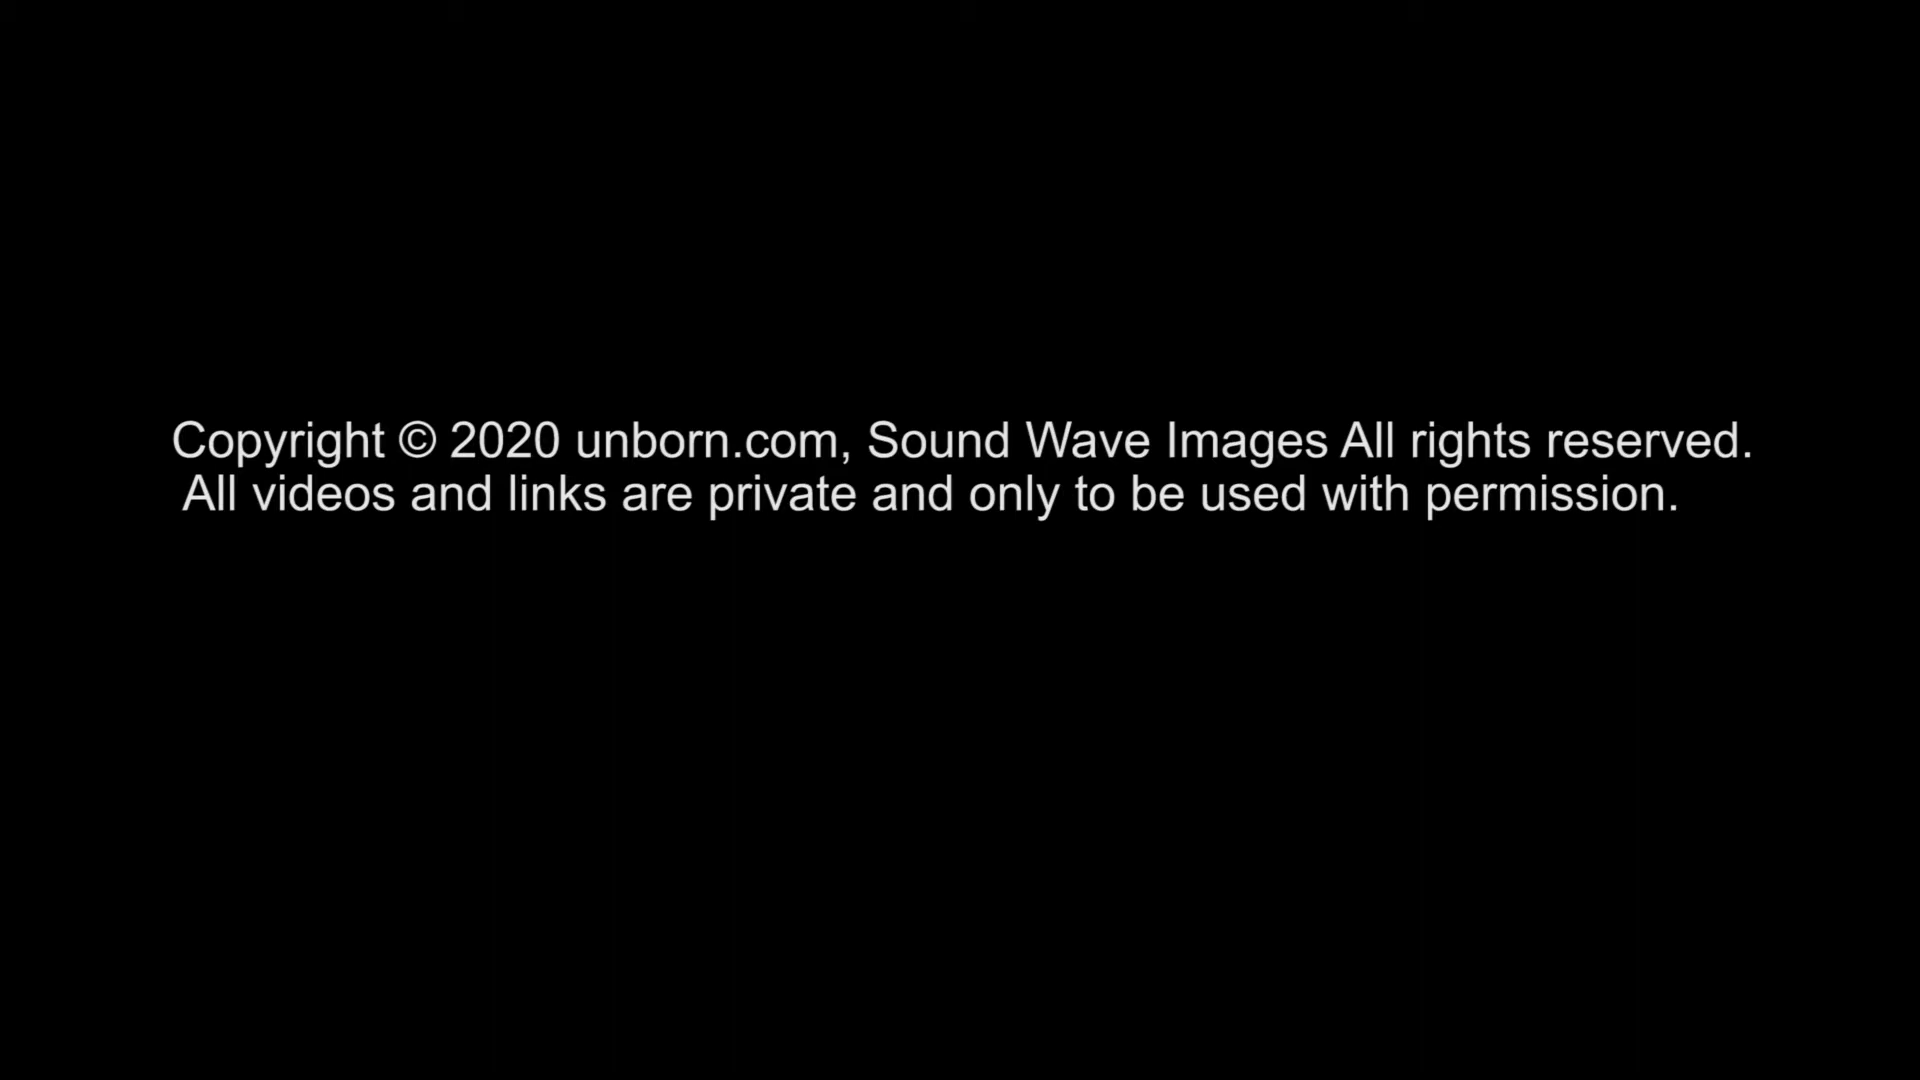 Copyright © 2020 unborn.com, Sound Wave Images All rights reserved.
All videos and links are private and only to be used with permission.